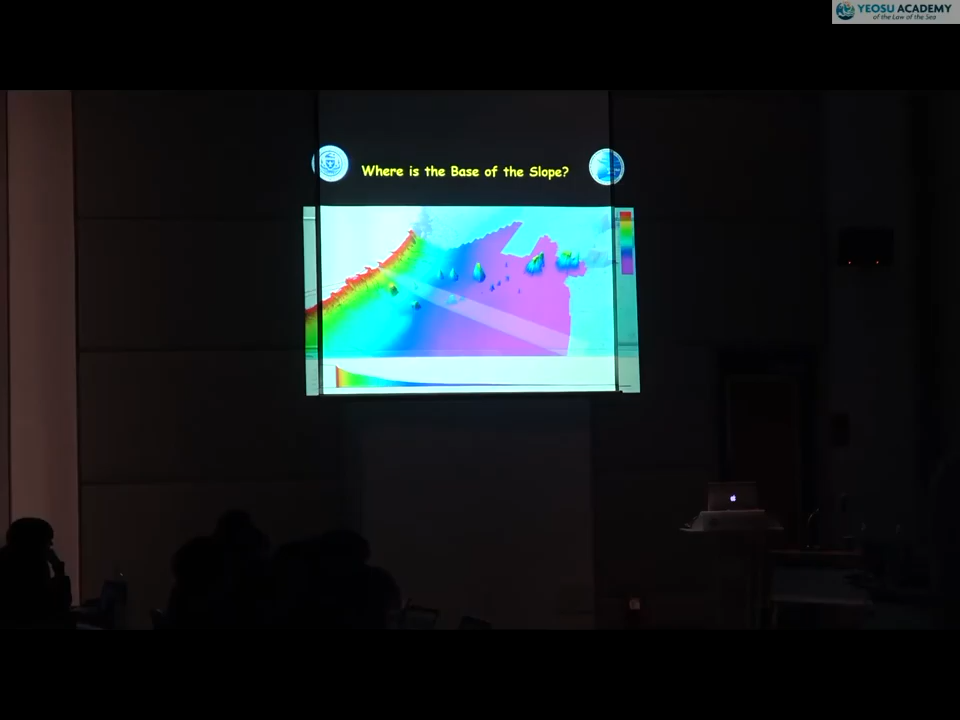 YEOSU ACADEMY
of the Law of the Sea
Where is the Base of the Slope?